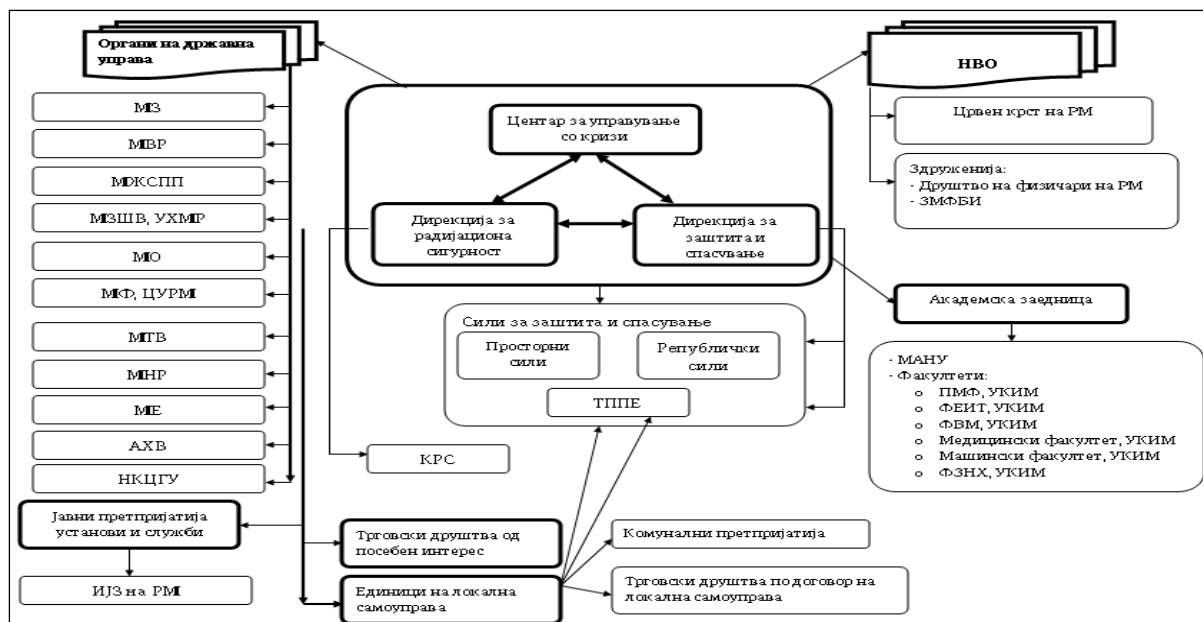 Органи на државна
управа
МЗ
МВР
МЖСПП
МЗШВ, УХМР
МО
МФ, ЦУРМ
МТВ
МНР
МЕ
АХВ
НКЦГУ
Јавни претпријатија
установи и служби
ИЈЗ на РМ
Центар за управување
со кризи
Дирекција за
радијациона
сигурност
Дирекција за
заштита и
спасување
Сили за заштита и спасување
Просторни
сили
Републички
сили
ТППЕ
КРС
Трговски друштва од
посебен интерес
Единици на локална
самоуправа
Комунални претпријатија
Трговски друштва по договор на
локална самоуправа
НВО
Црвен крст на РМ
Здруженија:
- Друштво на физичари на РМ
- ЗМФБИ
Академска заедница
- МАНУ
- Факултети:
o ПМФ, УКИМ
o ФЕИТ, УКИМ
o ФВМ, УКИМ
o Медицински факултет, УКИМ
o Машински факултет, УКИМ
o ФЗНХ, УКИМ